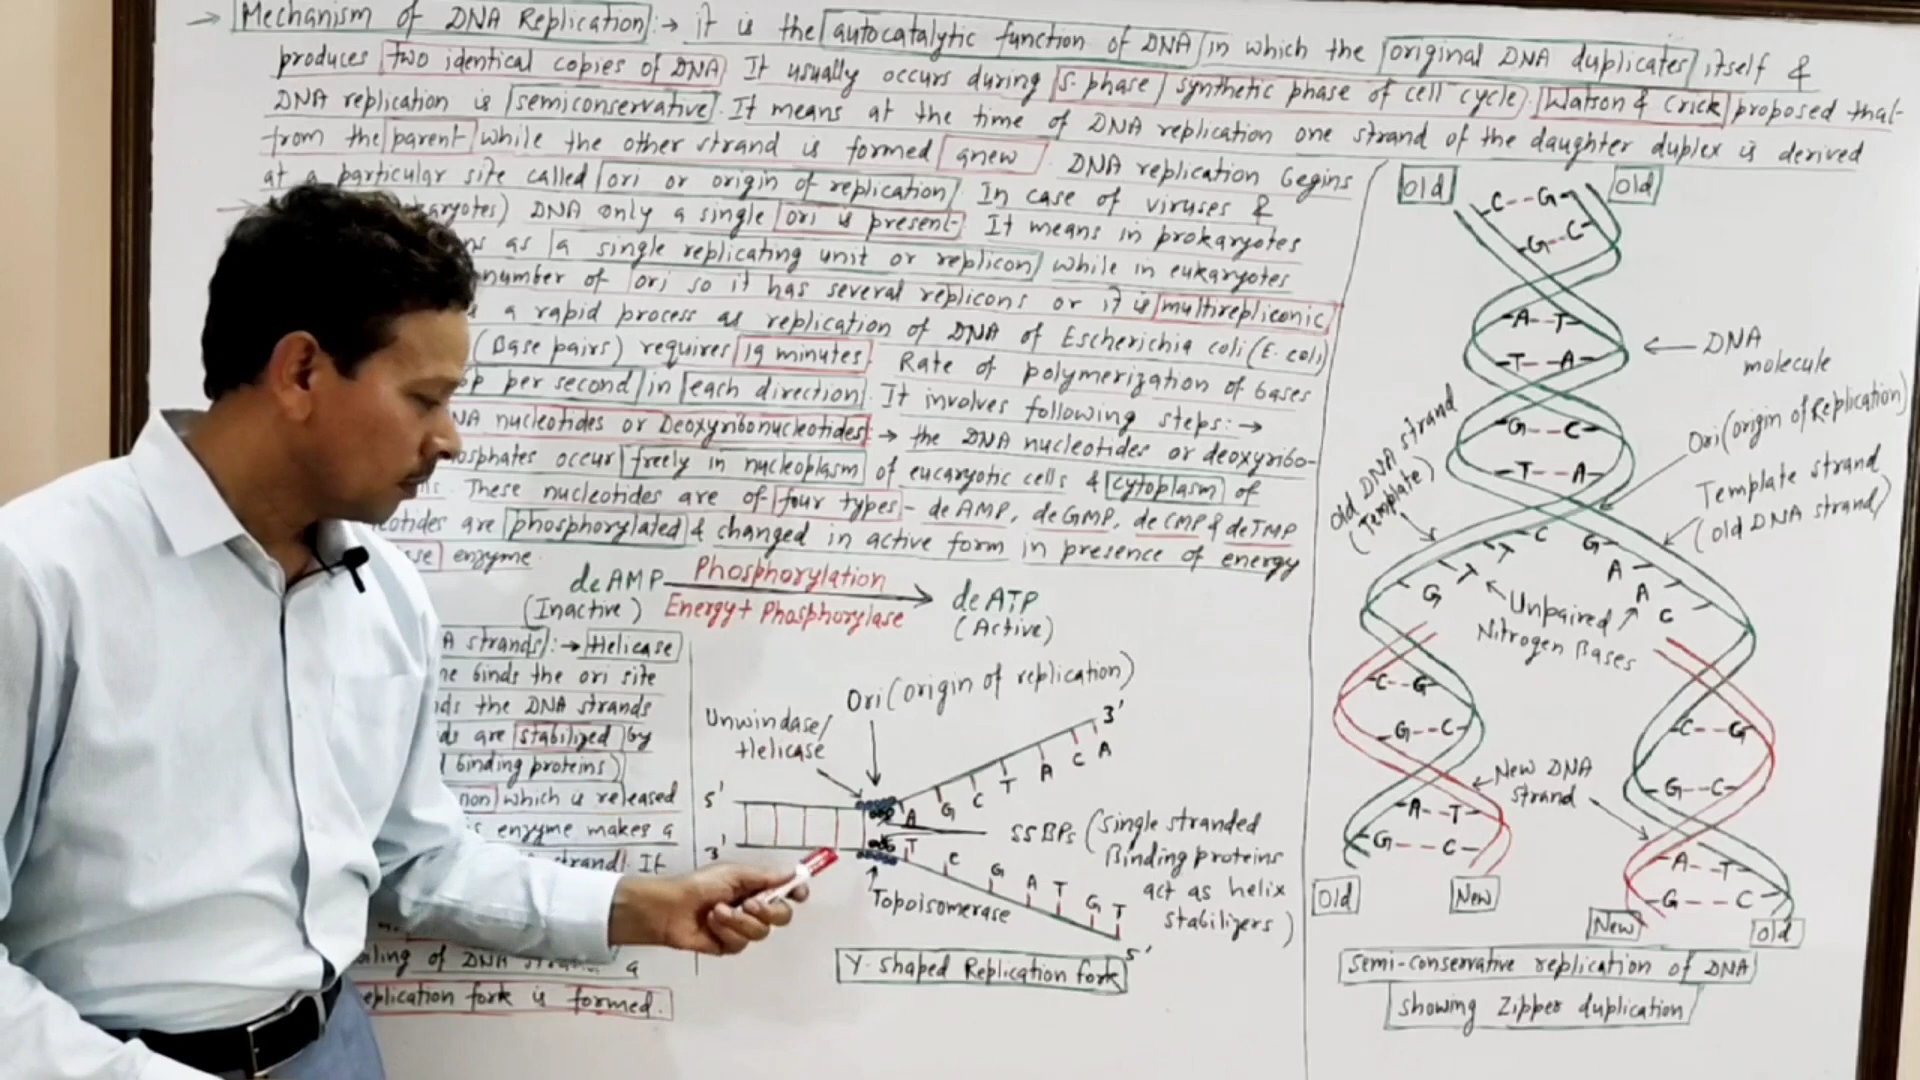 → Mechanism of DNA Replication :→ it is the autocatalytic function of DNA in which the original DNA duplicates itself &
produces two identical copies of DNA. It usually occurs during S. phase / synthetic phase of cell cycle. Watson & Crick proposed that
DNA replication is semiconservative. It means at the time of DNA replication one strand of the daughter duplex is derived
from the parent while the other strand is formed anew. DNA replication begins
at a particular site called ori or origin of replication. In case of viruses &
karyotes) DNA only a single ori is present. It means in prokaryotes
as a single replicating unit or replicon while in eukaryotes
number of ori so it has several replicons or it is multirepliconic
a rapid process as replication of DNA of Escherichia coli (E. coli)
(Base pairs) requires 19 minutes. Rate of polymerization of bases
bp per second in each direction. It involves following steps:→
NA nucleotides or Deoxyribonucleotides :→ the DNA nucleotides or deoxyribo-
osphates occur freely in nucleoplasm of eucaryotic cells & cytoplasm of
These nucleotides are of four types - deAMP, deGMP, deCMP & deTMP
otides are phosphorylated & changed in active form in presence of energy
enzyme.
deAMP Phosphorylation → deATP
(Inactive) Energy+ Phosphorylase (Active)
A strands :→ Helicase
binds the ori site
the DNA strands
are stabilized by
binding proteins)
which is released
enzyme makes a
strand. It
iling of DNA a
eplication fork is formed.
Unwindase/
Helicase
Ori (origin of replication)
3'
A G C T A C A
5'
3'
SSBPs (Single stranded
Binding proteins
act as helix
stabilizers)
T C G A T G T
5'
Topoisomerase
Y-shaped Replication fork
Old Old
C--G
G--C
A--T
T--A
G--C
T--A
← DNA
molecule
Ori (origin of Replication)
Template strand
(old DNA strand)
Old DNA strand
(Template)
C T T G
G A A C
Unpaired
Nitrogen Bases
C--G
G--C
A--T
G--C
C--G
G--C
A--T
G---C
New DNA
strand
Old New New Old
Semi-conservative replication of DNA
showing Zipper duplication